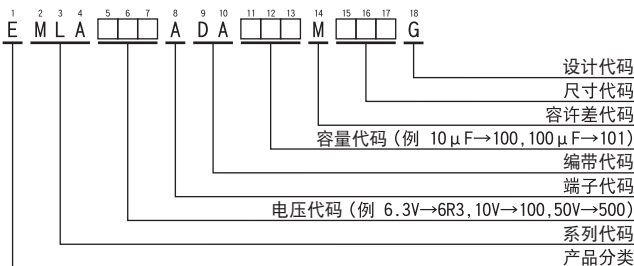 1 2 3 4 5 6 7 8 9 10 11 12 13 14 15 16 17 18
E M L A □□□ A D A □□□ M □□□ G
设计代码
尺寸代码
容许差代码
容量代码 (例 10μF→100,100μF→101)
编带代码
端子代码
电压代码 (例 6.3V→6R3,10V→100,50V→500)
系列代码
产品分类